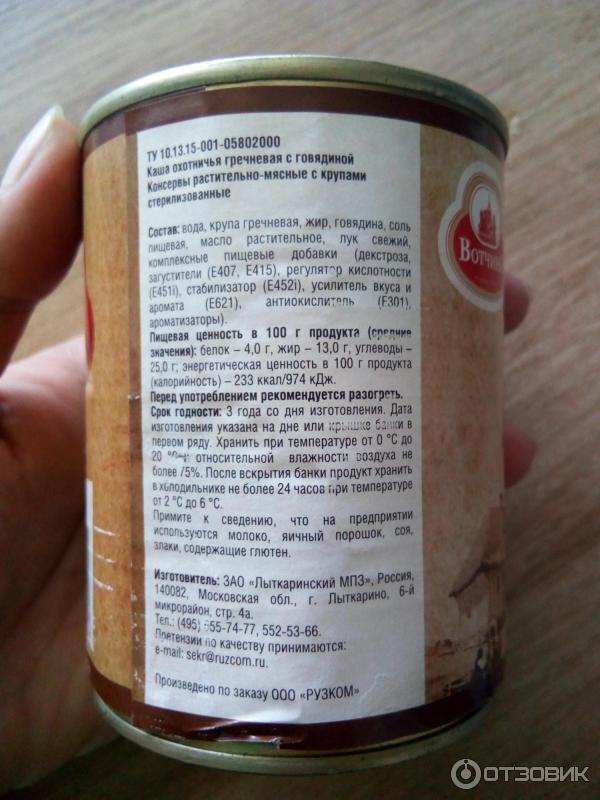 ТУ 10.13.15-001-05802000
Каша охотничья гречневая с говядиной
Консервы растительно-мясные с крупами
стерилизованные
Состав: вода, крупа гречневая, жир, говядина, соль
пищевая, масло растительное, лук свежий,
комплексные пищевые добавки (декстроза,
загустители (Е407, Е415), регулятор кислотности
(Е451i), стабилизатор (Е452i), усилитель вкуса и
аромата (Е621), антиокислитель (Е301),
ароматизаторы).
Пищевая ценность в 100 г продукта (средние
значения): белок – 4,0 г, жир – 13,0 г, углеводы –
25,0 г; энергетическая ценность в 100 г продукта
(калорийность) – 233 ккал/974 кДж.
Перед употреблением рекомендуется разогреть.
Срок годности: 3 года со дня изготовления. Дата
изготовления указана на дне или крышке банки в
первом ряду. Хранить при температуре от 0 °С до
20 относительной влажности воздуха не
более 75%. После вскрытия банки продукт хранить
в холодильнике не более 24 часов при температуре
от 2 °С до 6 °С.
Примите к сведению, что на предприятии
используются молоко, яичный порошок, соя,
злаки, содержащие глютен.
Изготовитель: ЗАО «Лыткаринский МПЗ», Россия,
140082, Московская обл., г. Лыткарино, 6-й
микрорайон, стр. 4а.
Тел.: (495) 555-74-77, 552-53-66.
Претензии по качеству принимаются:
e-mail: sekr@ruzcom.ru.
Произведено по заказу ООО «РУЗКОМ»
Вотчин
ОТЗОВИК